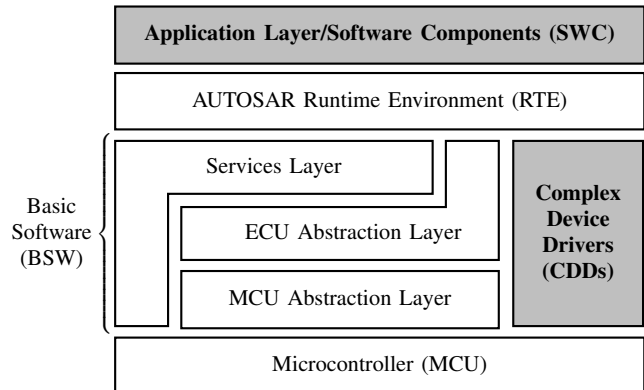 Application Layer/Software Components (SWC)
AUTOSAR Runtime Environment (RTE)
Basic
Software
(BSW)
Services Layer
ECU Abstraction Layer
MCU Abstraction Layer
Complex
Device
Drivers
(CDDs)
Microcontroller (MCU)